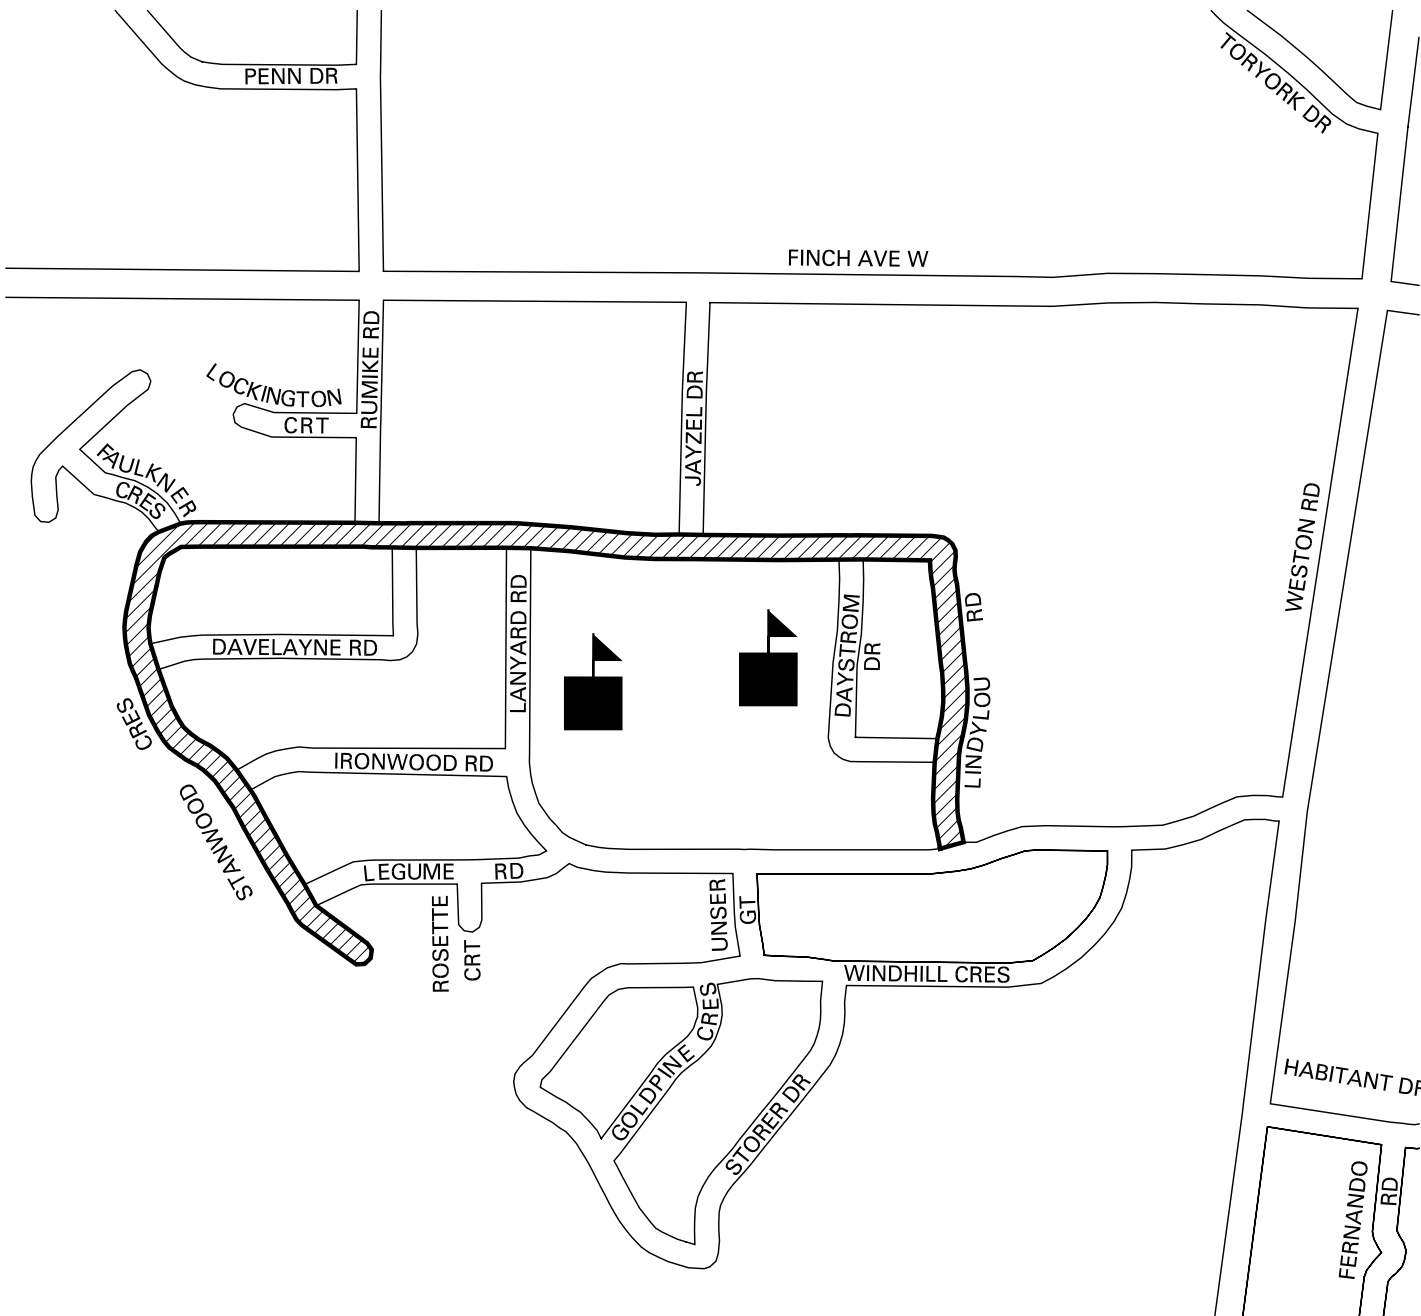 PENN DR
TORYORK DR
FINCH AVE W
RUMIKE RD
LOCKINGTON
CRT
JAYZEL DR
FAULKNER
CRES
WESTON RD
LANYARD RD
DAYSTROM
DR
RD
LINDYLOU
DAVELAYNE RD
CRES
STANWOOD
IRONWOOD RD
LEGUME RD
ROSETTE
CRT
UNSER
GT
WINDHILL CRES
GOLDPINE CRES
STORER DR
HABITANT DR
FERNANDO
RD